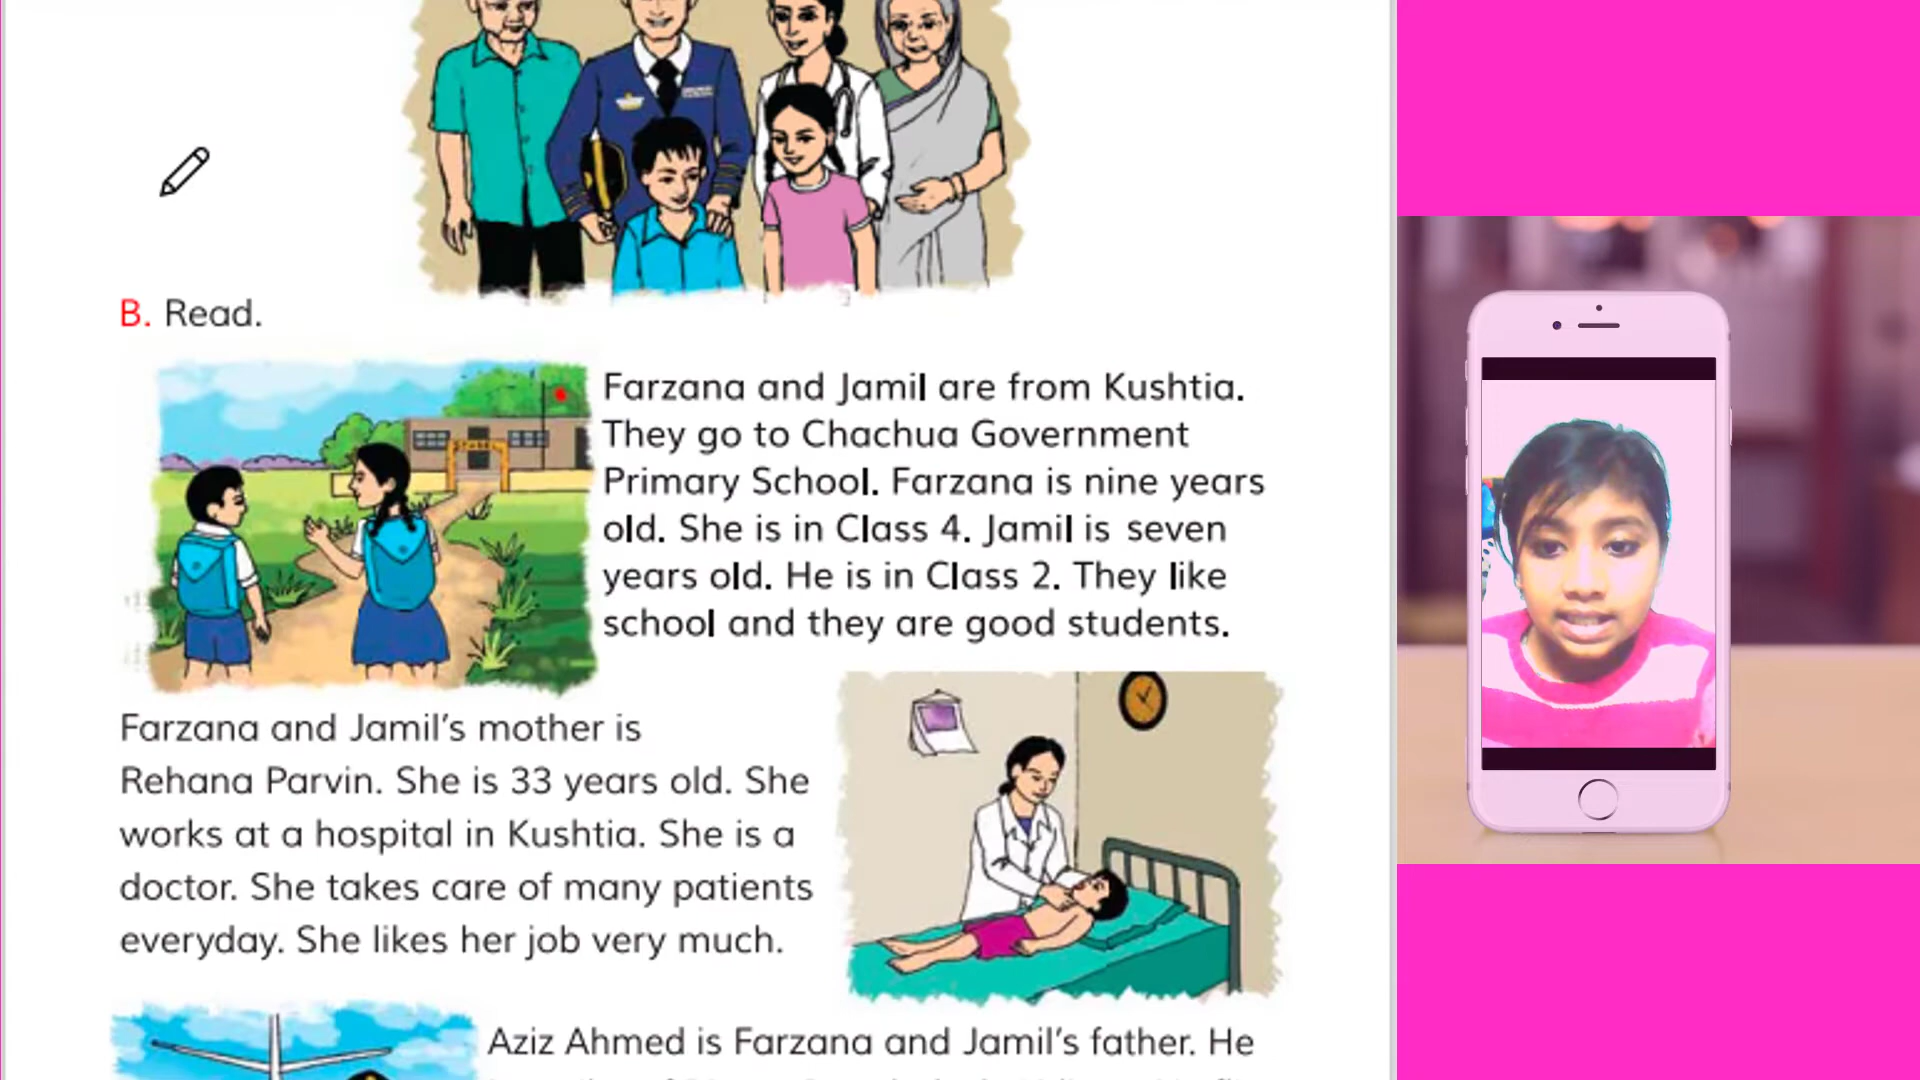 B. Read.
Farzana and Jamil are from Kushtia.
They go to Chachua Government
Primary School. Farzana is nine years
old. She is in Class 4. Jamil is seven
years old. He is in Class 2. They like
school and they are good students.
Farzana and Jamil's mother is
Rehana Parvin. She is 33 years old. She
works at a hospital in Kushtia. She is a
doctor. She takes care of many patients
everyday. She likes her job very much.
Aziz Ahmed is Farzana and Jamil's father. He